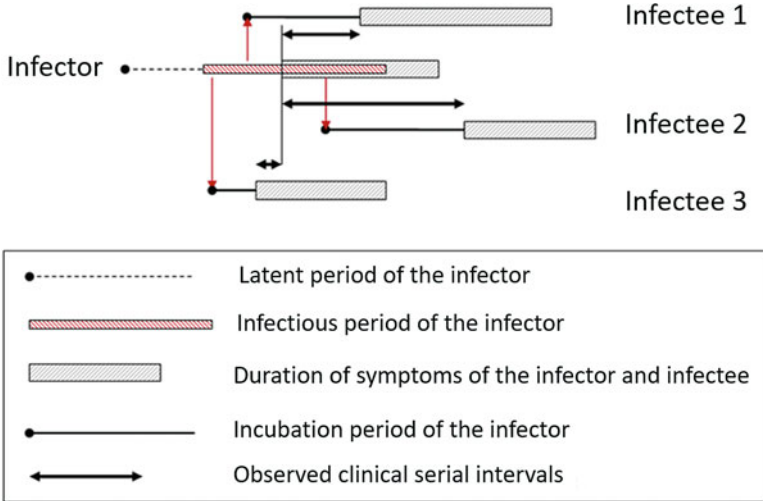 Infectee 1
Infector
Infectee 2
Infectee 3
Latent period of the infector
Infectious period of the infector
Duration of symptoms of the infector and infectee
Incubation period of the infector
Observed clinical serial intervals